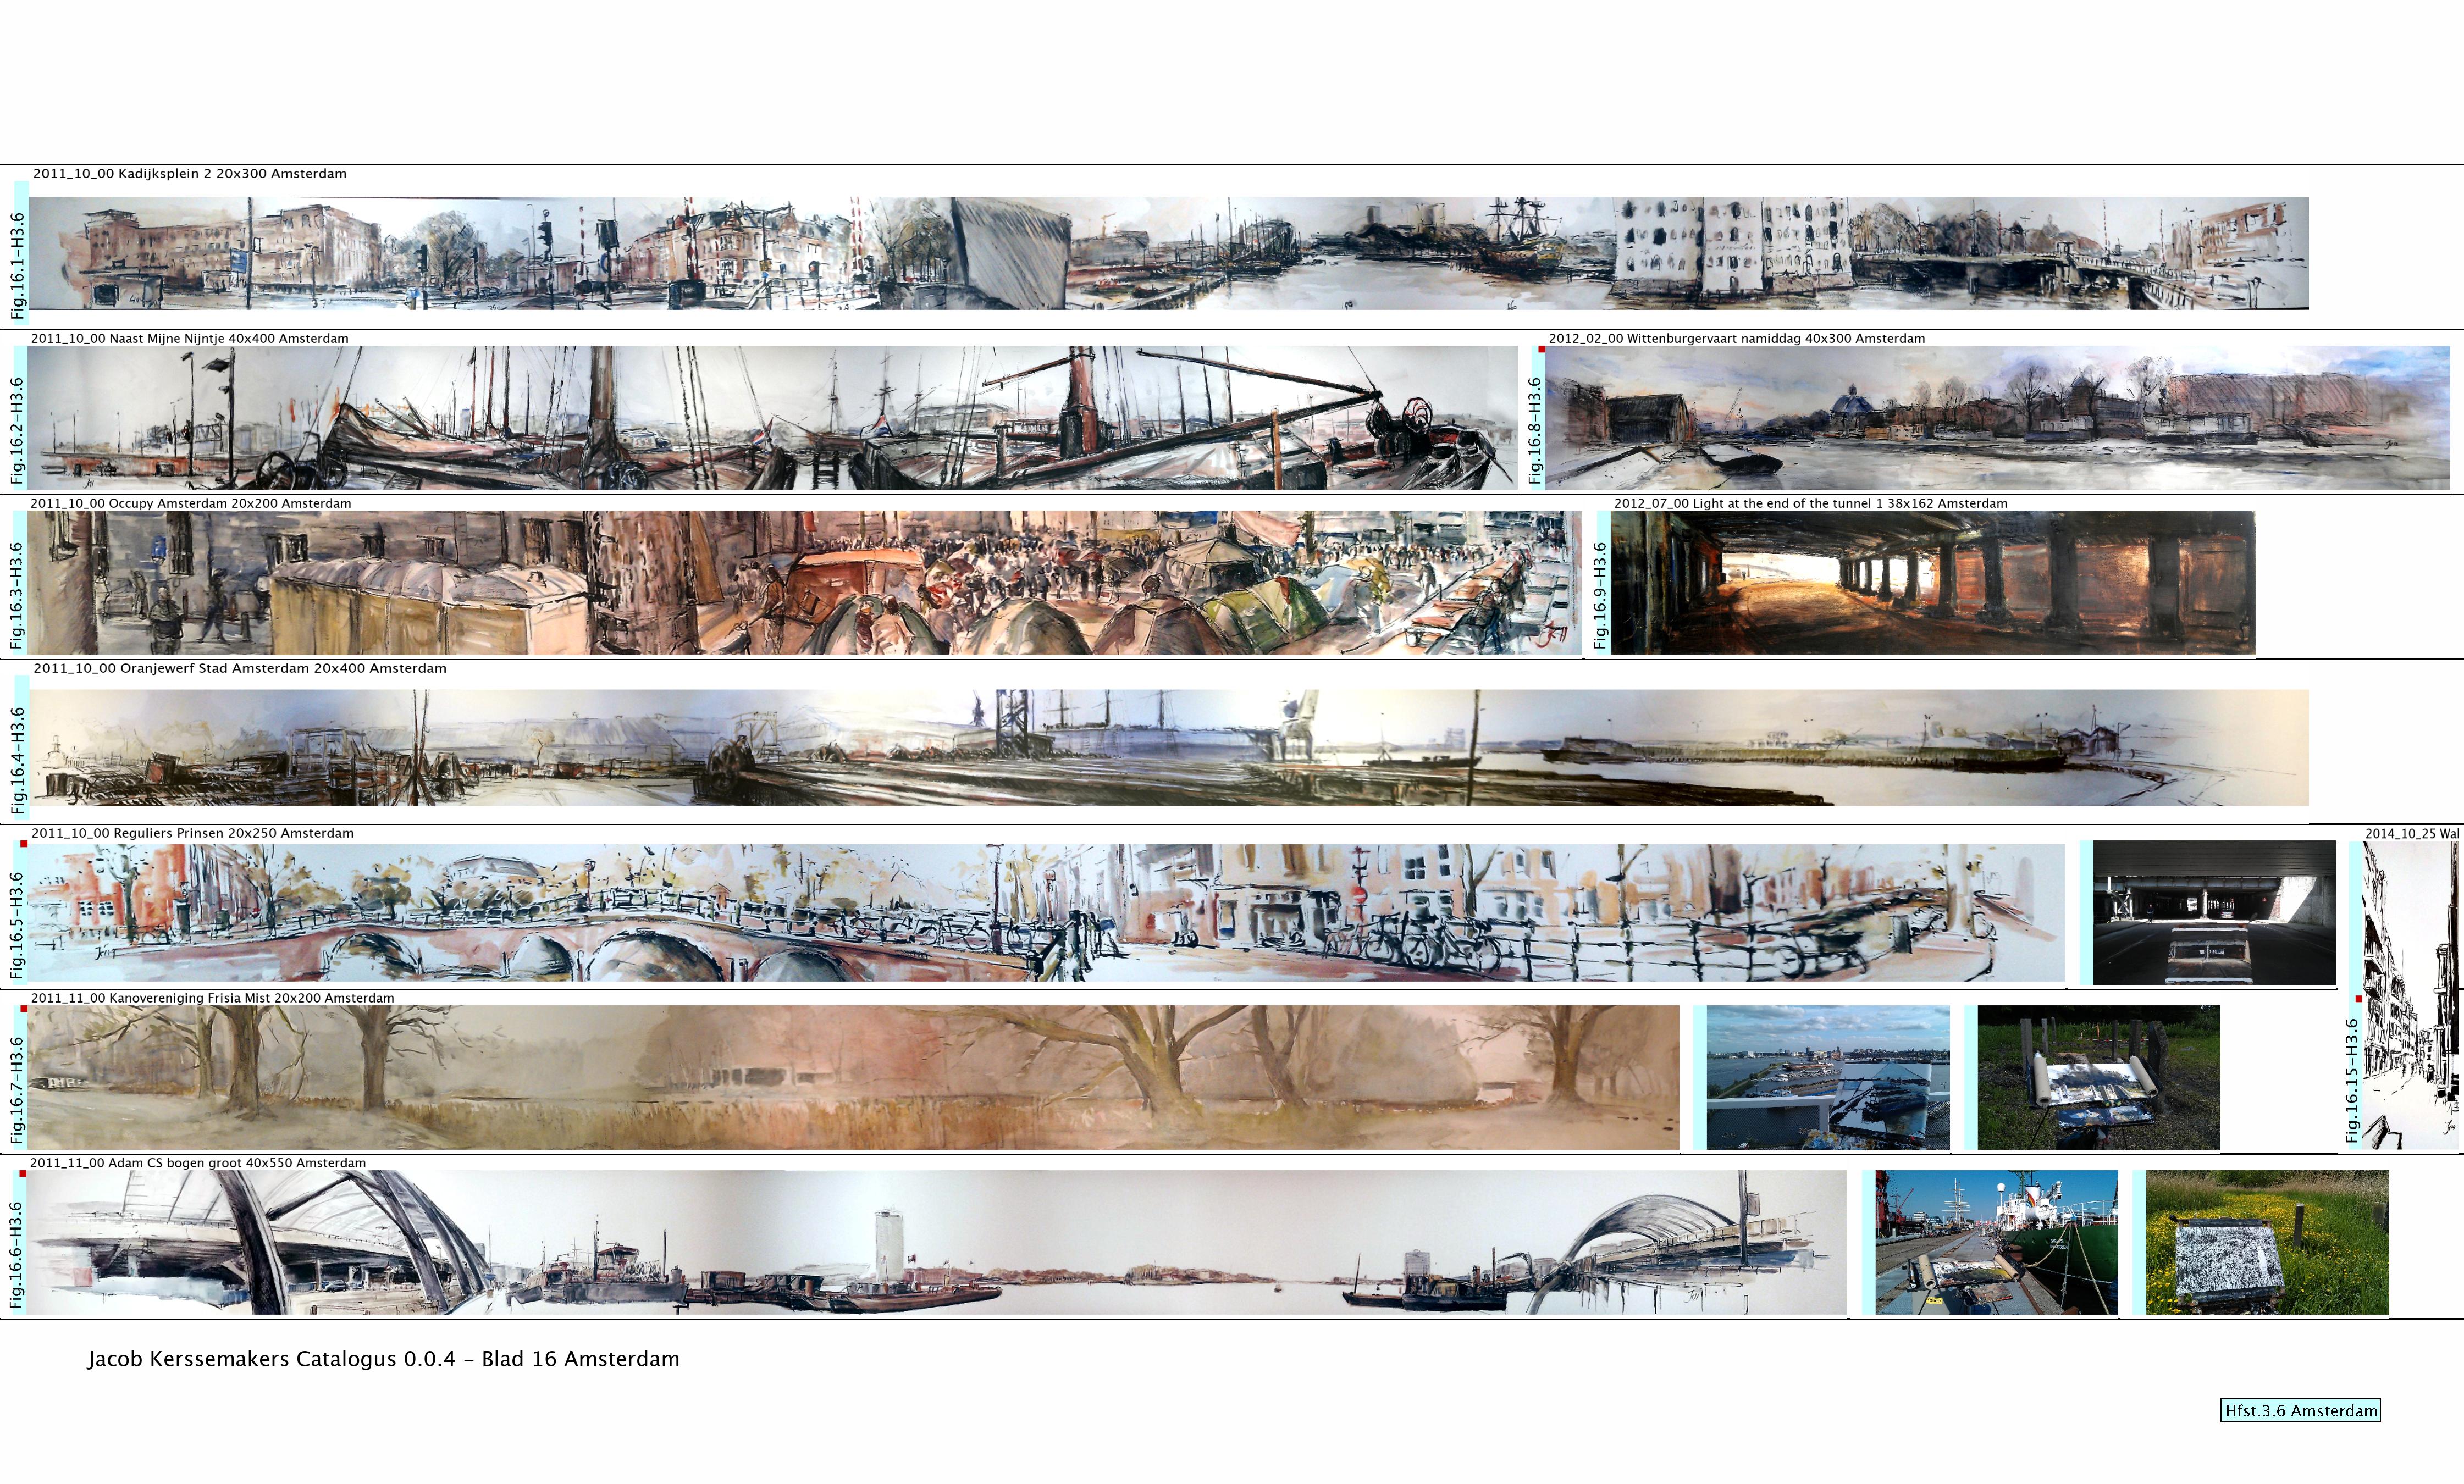 2011_10_00 Kadijksplein 2 20x300 Amsterdam
Fig.16.1-H3.6
2011_10_00 Naast Mijne Nijntje 40x400 Amsterdam
Fig.16.2-H3.6
2012_02_00 Wittenburgervaart namiddag 40x300 Amsterdam
Fig.16.8-H3.6
2011_10_00 Occupy Amsterdam 20x200 Amsterdam
Fig.16.3-H3.6
2012_07_00 Light at the end of the tunnel 1 38x162 Amsterdam
Fig.16.9-H3.6
2011_10_00 Oranjewerf Stad Amsterdam 20x400 Amsterdam
Fig.16.4-H3.6
2011_10_00 Reguliers Prinsen 20x250 Amsterdam
Fig.16.5-H3.6
2014_10_25 Wal
Fig.16.15-H3.6
2011_11_00 Kanovereniging Frisia Mist 20x200 Amsterdam
Fig.16.7-H3.6
2011_11_00 Adam CS bogen groot 40x550 Amsterdam
Fig.16.6-H3.6
Jacob Kerssemakers Catalogus 0.0.4 - Blad 16 Amsterdam
Hfst.3.6 Amsterdam